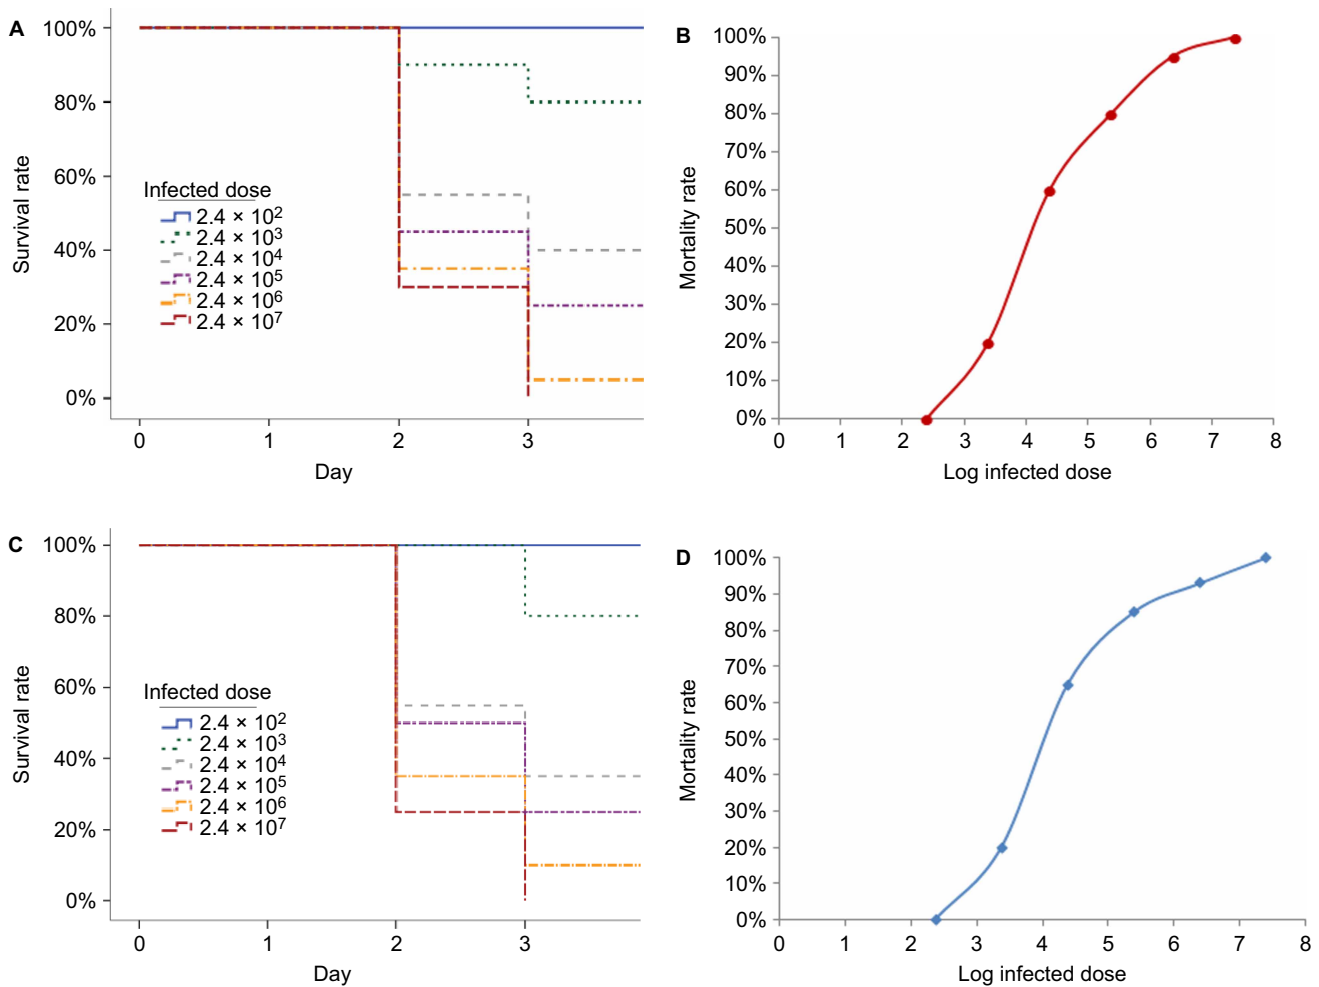 A
100%
80%
60%
40%
20%
0%
Survival rate
Infected dose
2.4 × 10²
2.4 × 10³
2.4 × 10⁴
2.4 × 10⁵
2.4 × 10⁶
2.4 × 10⁷
0 1 2 3
Day
B
100%
90%
80%
70%
60%
50%
40%
30%
20%
10%
0%
Mortality rate
0 1 2 3 4 5 6 7 8
Log infected dose
C
100%
80%
60%
40%
20%
0%
Survival rate
Infected dose
2.4 × 10²
2.4 × 10³
2.4 × 10⁴
2.4 × 10⁵
2.4 × 10⁶
2.4 × 10⁷
0 1 2 3
Day
D
100%
90%
80%
70%
60%
50%
40%
30%
20%
10%
0%
Mortality rate
0 1 2 3 4 5 6 7 8
Log infected dose